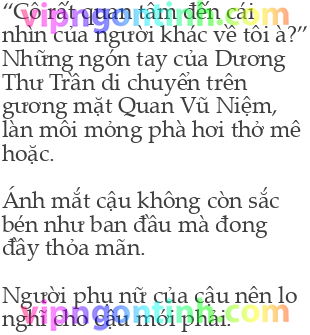 “Cô rất quan tâm đến cái
nhìn của người khác về tôi à?”
Những ngón tay của Dương
Thư Trần di chuyển trên
gương mặt Quan Vũ Niệm,
làn môi mỏng phà hơi thở mê
hoặc.
Ánh mắt cậu không còn sắc
bén như ban đầu mà đong
đầy thỏa mãn.
Người phụ nữ của cậu nên lo
nghĩ cho cậu mới phải.
vipngontinh.com
vipngontinh.com
vipngontinh.com